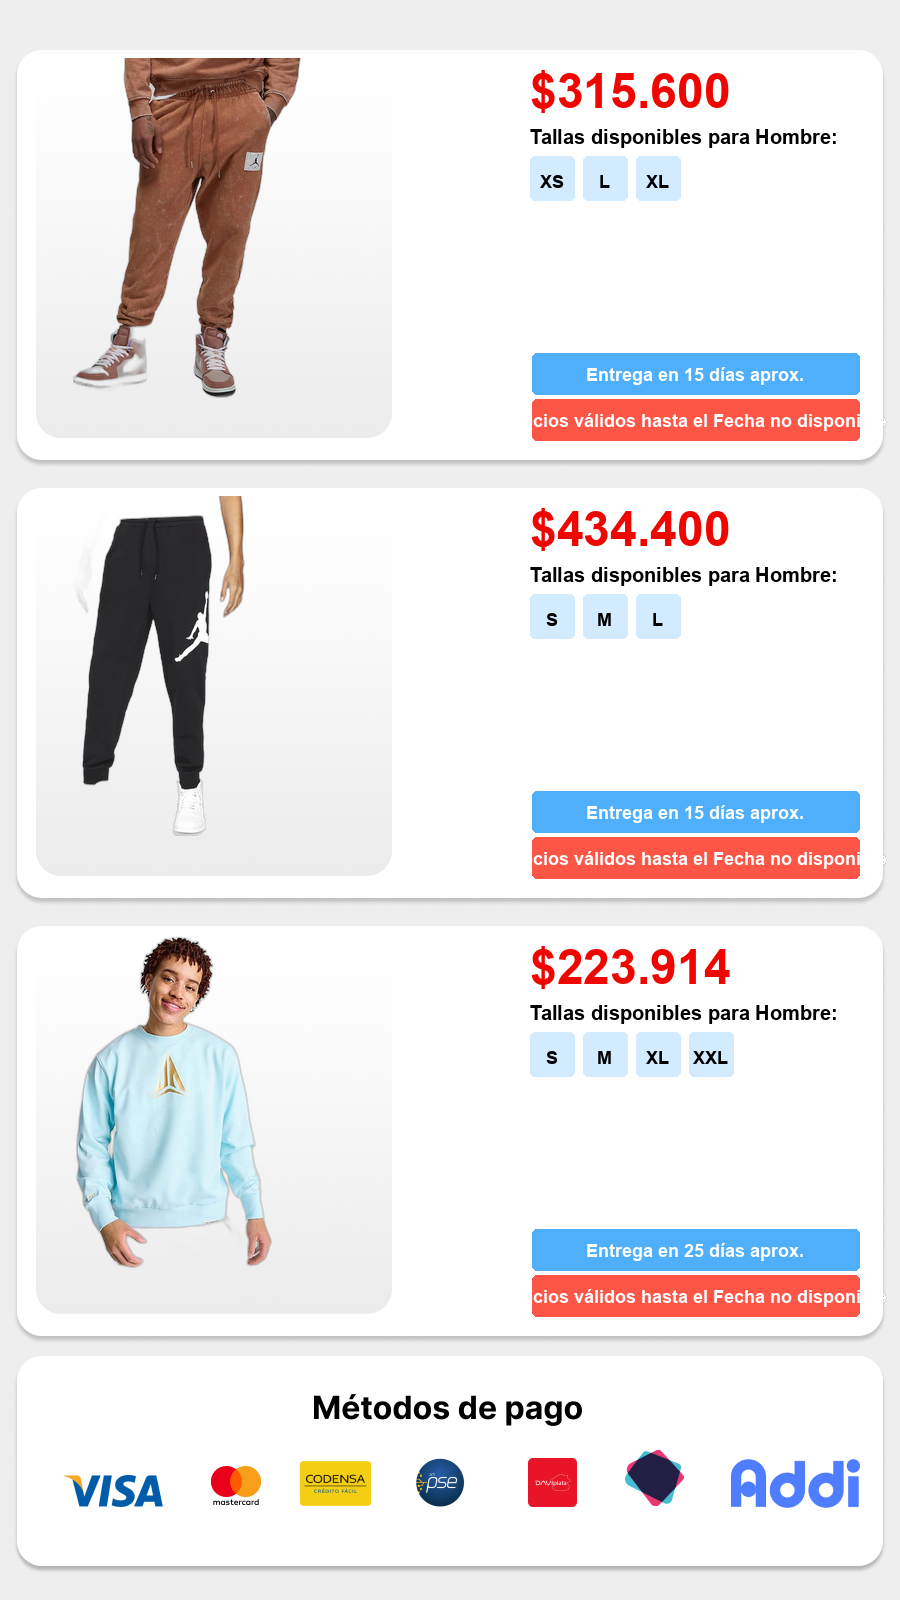 $315.600
Tallas disponibles para Hombre:
XS L XL
Entrega en 15 días aprox.
cios válidos hasta el Fecha no disponi e
$434.400
Tallas disponibles para Hombre:
S M L
Entrega en 15 días aprox.
cios válidos hasta el Fecha no disponi e
$223.914
Tallas disponibles para Hombre:
S M XL XXL
Entrega en 25 días aprox.
cios válidos hasta el Fecha no disponi e
Métodos de pago
VISA mastercard CODENSA CRÉDITO FÁCIL pse DAVIplata Addi